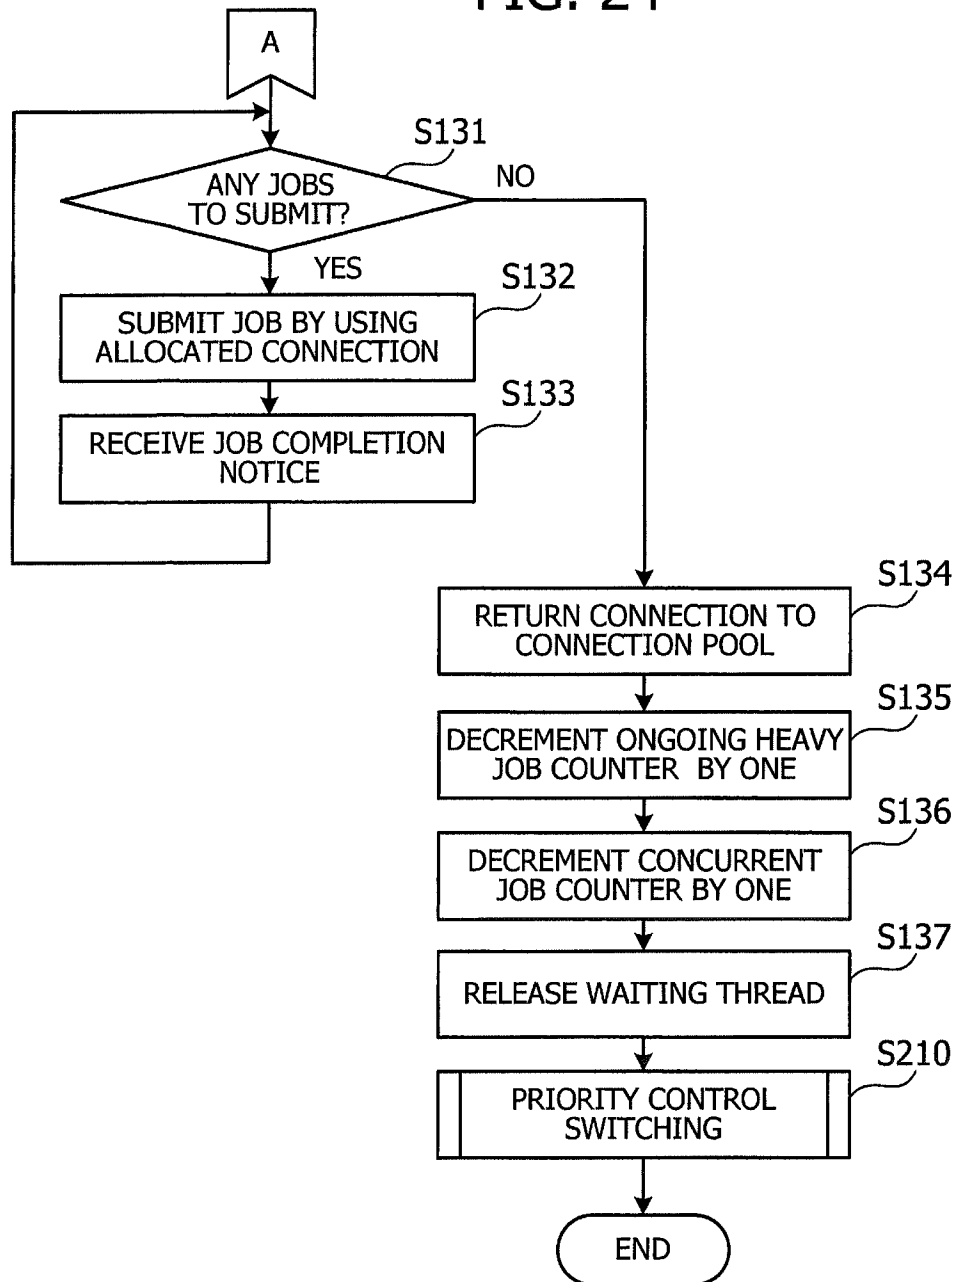 FIG. 24
A
S131
ANY JOBS
TO SUBMIT?
NO
YES
S132
SUBMIT JOB BY USING
ALLOCATED CONNECTION
S133
RECEIVE JOB COMPLETION
NOTICE
S134
RETURN CONNECTION TO
CONNECTION POOL
S135
DECREMENT ONGOING HEAVY
JOB COUNTER BY ONE
S136
DECREMENT CONCURRENT
JOB COUNTER BY ONE
S137
RELEASE WAITING THREAD
S210
PRIORITY CONTROL
SWITCHING
END